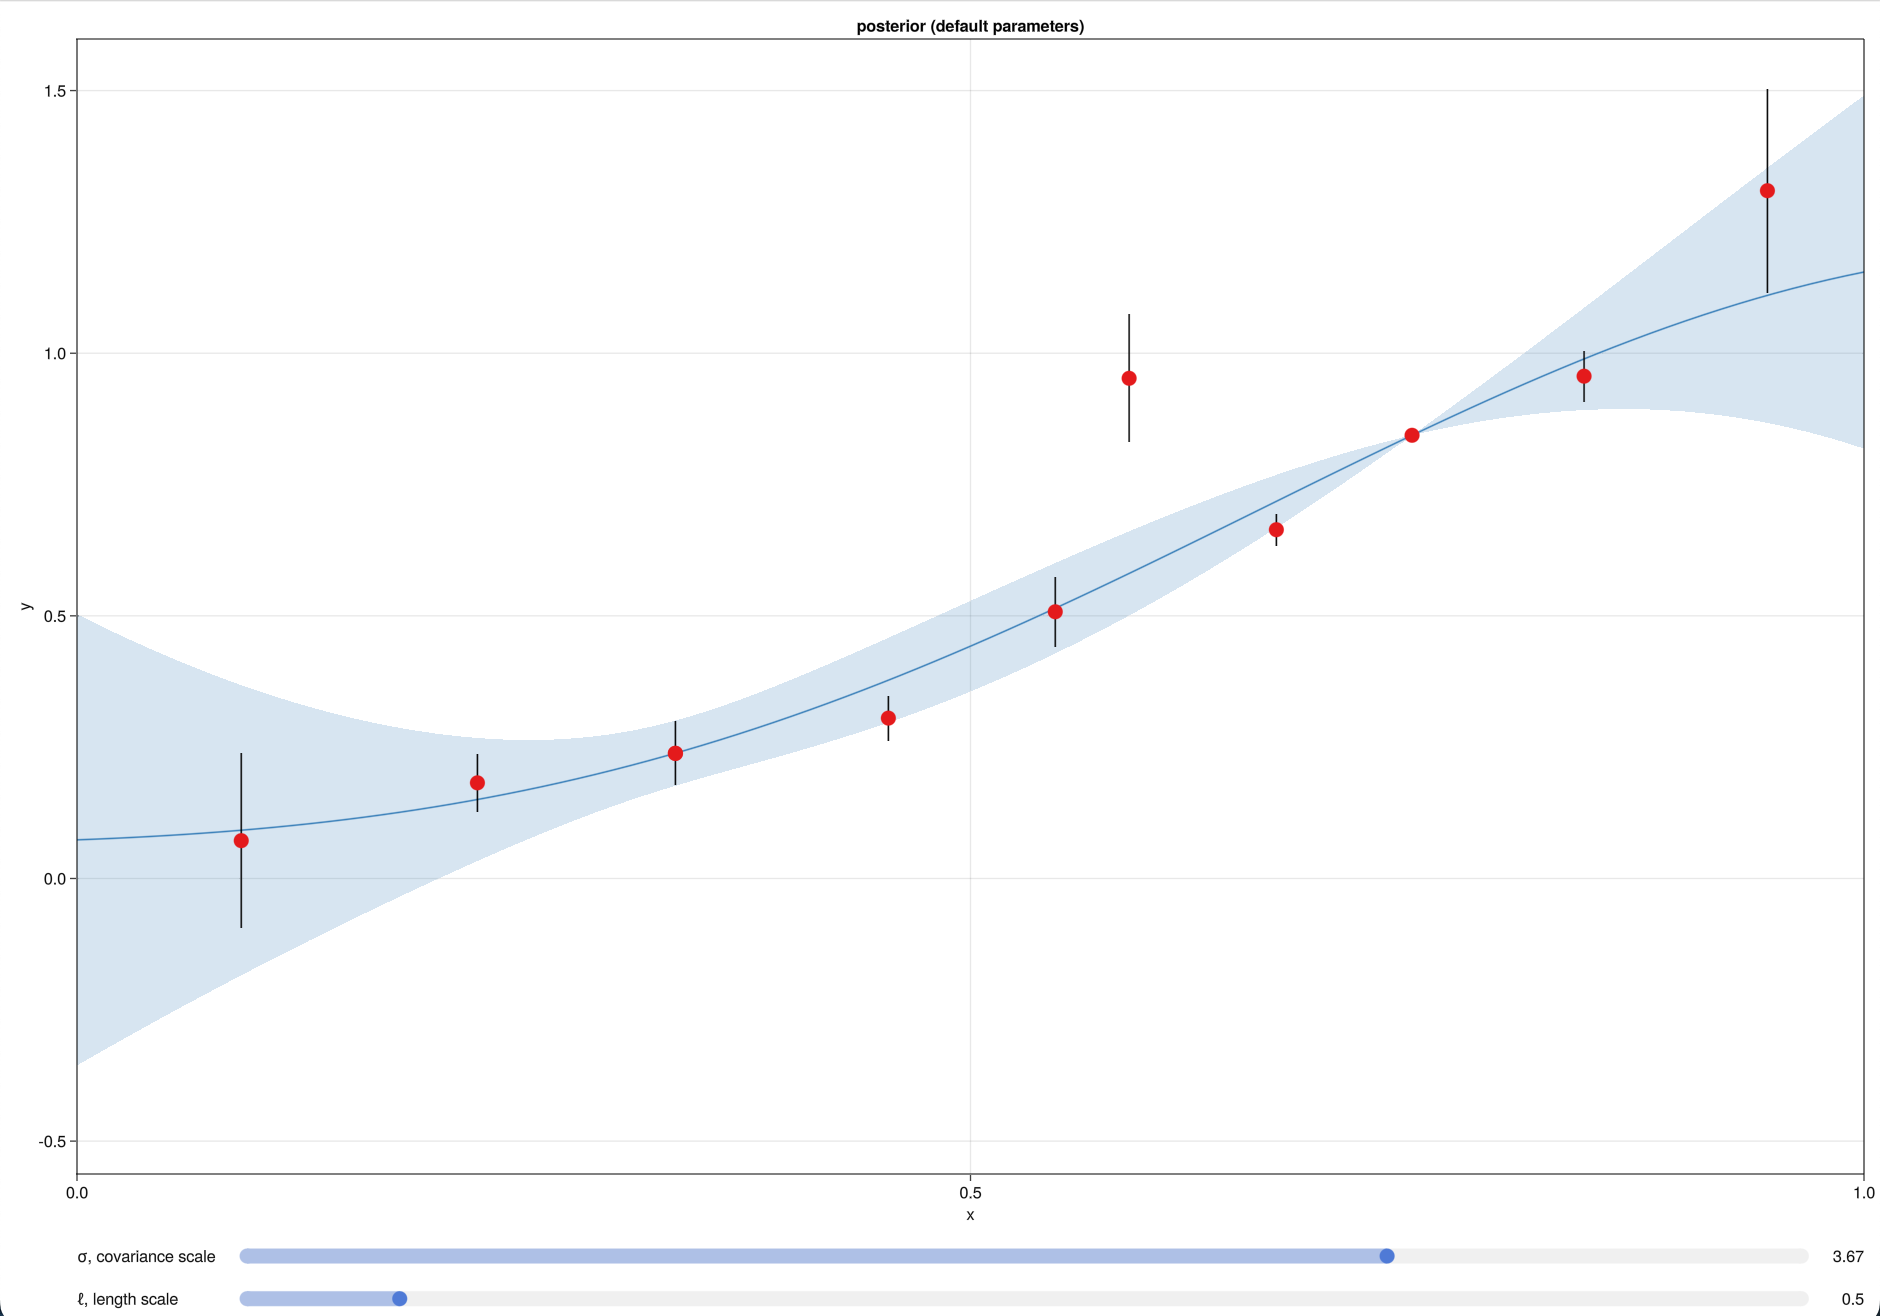 posterior (default parameters)
1.5
1.0
0.5
0.0
-0.5
y
0.0 0.5 1.0
x
σ, covariance scale 3.67
ℓ, length scale 0.5